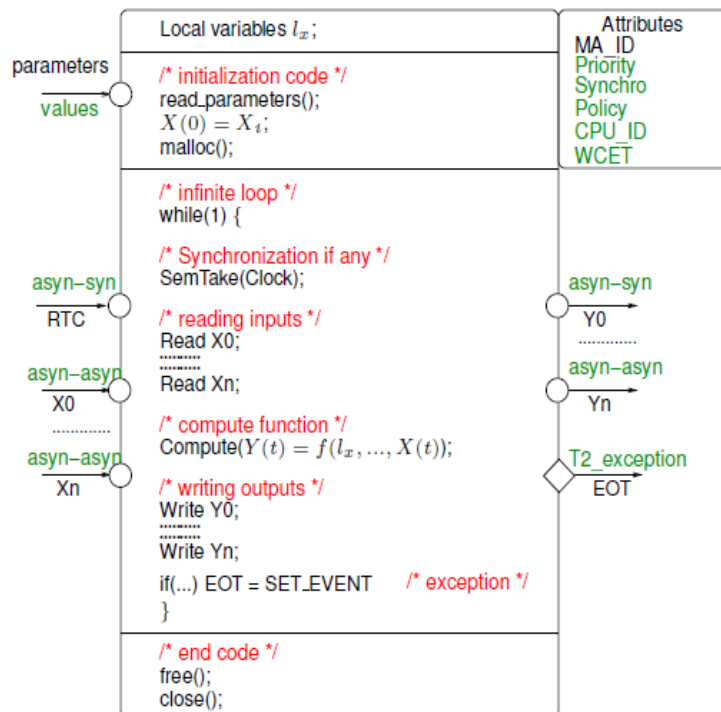 Local variables l_x;
Attributes
MA_ID
Priority
Synchro
Policy
CPU_ID
WCET
parameters
values
/* initialization code */
read_parameters();
X(0) = X_i;
malloc();
/* infinite loop */
while(1) {
/* Synchronization if any */
SemTake(Clock);
asyn-syn
RTC
asyn-syn
Y0
.............
/* reading inputs */
Read X0;
..........
Read Xn;
asyn-asyn
X0
.............
asyn-asyn
Yn
/* compute function */
Compute(Y(t) = f(l_x, ..., X(t));
asyn-asyn
Xn
T2_exception
EOT
/* writing outputs */
Write Y0;
..........
Write Yn;
if(...) EOT = SET_EVENT /* exception */
}
/* end code */
free();
close();